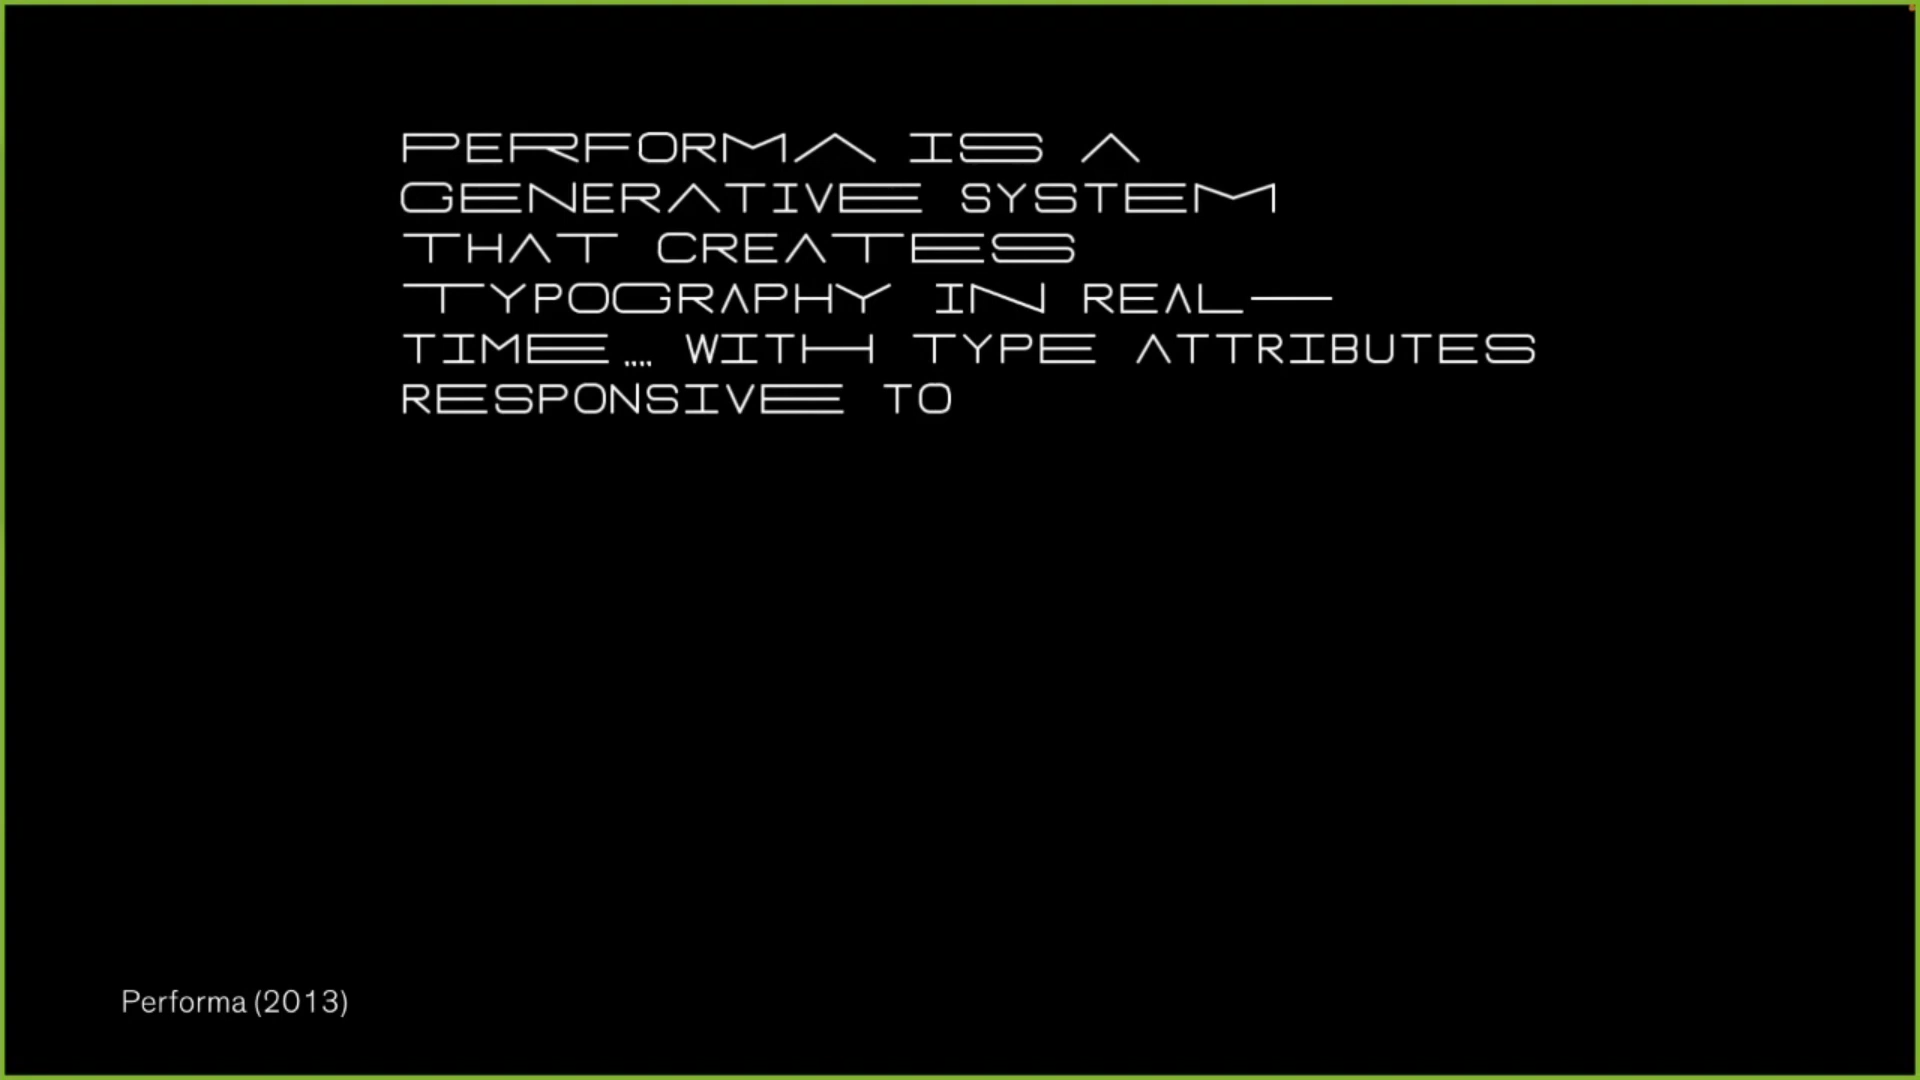 PERFORMA IS A
GENERATIVE SYSTEM
THAT CREATES
TYPOGRAPHY IN REAL—
TIME,,,, WITH TYPE ATTRIBUTES
RESPONSIVE TO
Performa (2013)